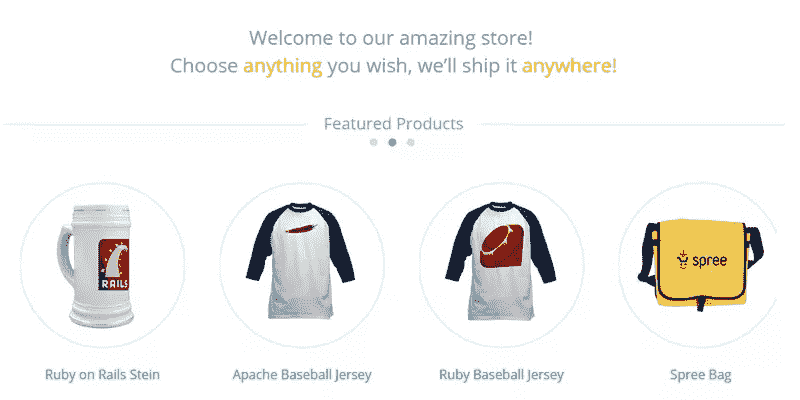 Welcome to our amazing store!
Choose anything you wish, we'll ship it anywhere!
Featured Products
RAILS
spree
Ruby on Rails Stein
Apache Baseball Jersey
Ruby Baseball Jersey
Spree Bag